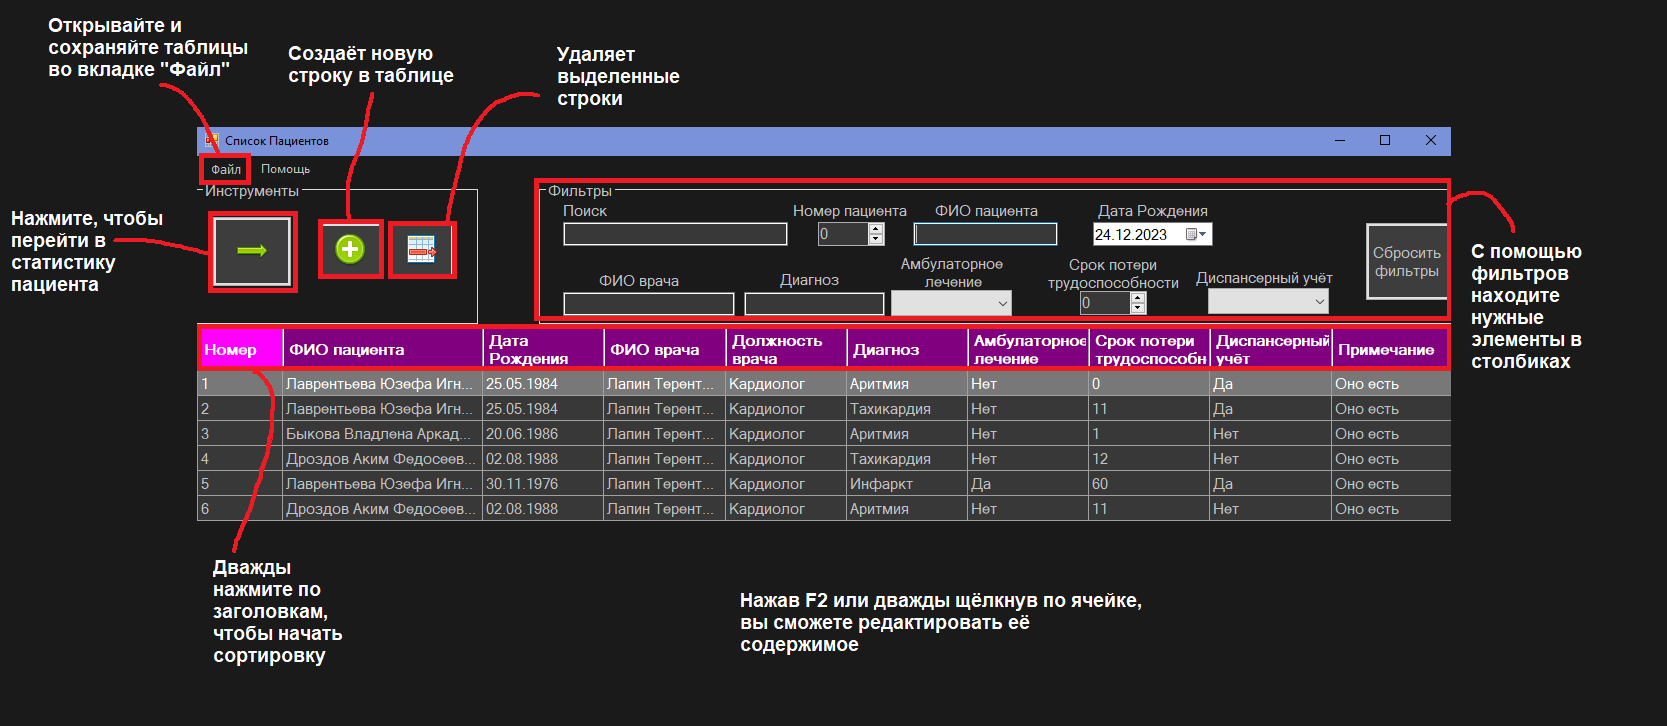 Открывайте и
сохраняйте таблицы
во вкладке "Файл"
Создаёт новую
строку в таблице
Удаляет
выделенные
строки
Список Пациентов
Файл Помощь
Инструменты
Нажмите, чтобы
перейти в
статистику
пациента
Фильтры
Поиск Номер пациента ФИО пациента Дата Рождения
0 24.12.2023
ФИО врача Диагноз Амбулаторное
лечение Срок потери
трудоспособности Диспансерный учёт
0
Сбросить
фильтры
С помощью
фильтров
находите
нужные
элементы в
столбиках
Номер ФИО пациента Дата
Рождения ФИО врача Должность
врача Диагноз Амбулаторное
лечение Срок потери
трудоспособн Диспансерный
учёт Примечание
1 Лаврентьева Юзефа Игн... 25.05.1984 Лапин Терент... Кардиолог Аритмия Нет 0 Да Оно есть
2 Лаврентьева Юзефа Игн... 25.05.1984 Лапин Терент... Кардиолог Тахикардия Нет 11 Да Оно есть
3 Быкова Владлена Аркад... 20.06.1986 Лапин Терент... Кардиолог Аритмия Нет 1 Нет Оно есть
4 Дроздов Аким Федосеев... 02.08.1988 Лапин Терент... Кардиолог Тахикардия Нет 12 Нет Оно есть
5 Лаврентьева Юзефа Игн... 30.11.1976 Лапин Терент... Кардиолог Инфаркт Да 60 Да Оно есть
6 Дроздов Аким Федосеев... 02.08.1988 Лапин Терент... Кардиолог Аритмия Нет 11 Нет Оно есть
Дважды
нажмите по
заголовкам,
чтобы начать
сортировку
Нажав F2 или дважды щёлкнув по ячейке,
вы сможете редактировать её
содержимое